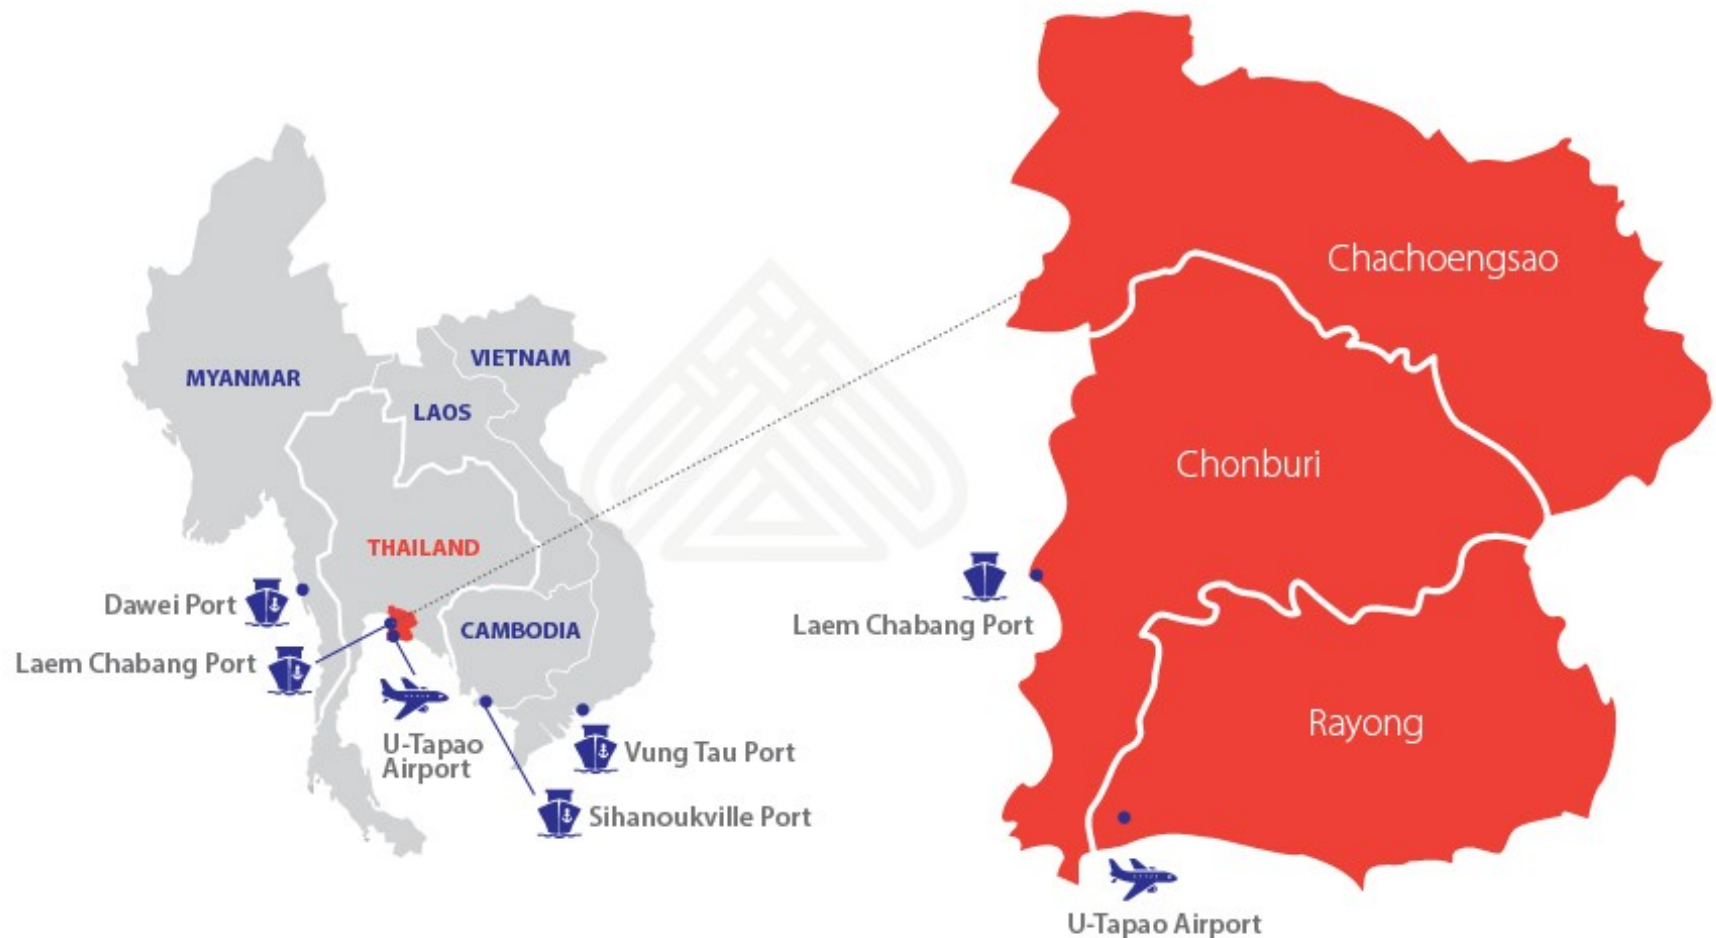 MYANMAR
VIETNAM
LAOS
THAILAND
CAMBODIA
Dawei Port
Laem Chabang Port
U-Tapao
Airport
Vung Tau Port
Sihanoukville Port
Chachoengsao
Chonburi
Laem Chabang Port
Rayong
U-Tapao Airport